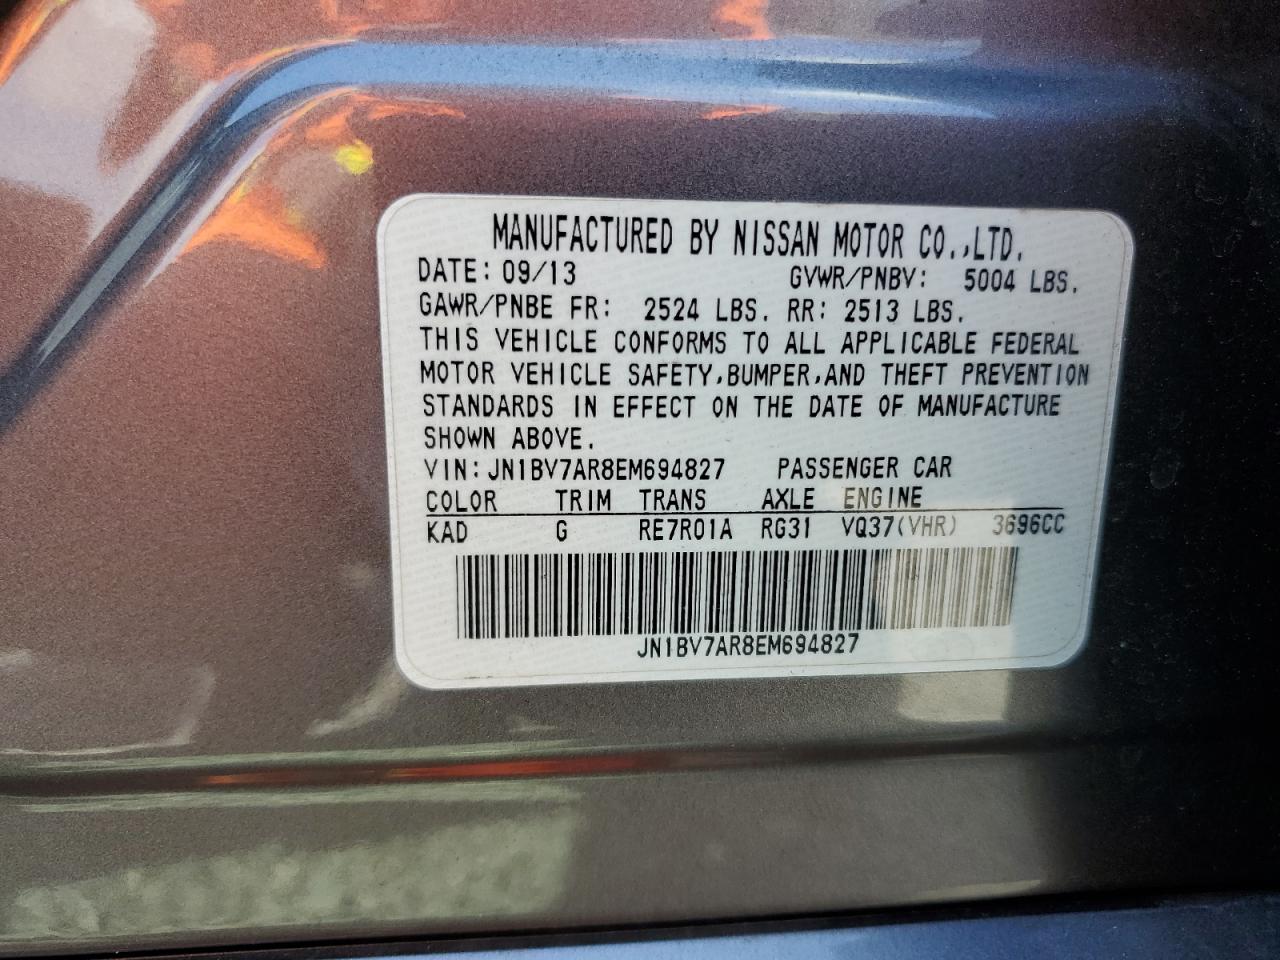 MANUFACTURED BY NISSAN MOTOR CO.,LTD.
DATE: 09/13 GVWR/PNBV: 5004 LBS.
GAWR/PNBE FR: 2524 LBS. RR: 2513 LBS.
THIS VEHICLE CONFORMS TO ALL APPLICABLE FEDERAL
MOTOR VEHICLE SAFETY,BUMPER,AND THEFT PREVENTION
STANDARDS IN EFFECT ON THE DATE OF MANUFACTURE
SHOWN ABOVE.
VIN: JN1BV7AR8EM694827 PASSENGER CAR
COLOR TRIM TRANS AXLE ENGINE
KAD G RE7R01A RG31 VQ37(VHR) 3696CC
JN1BV7AR8EM694827